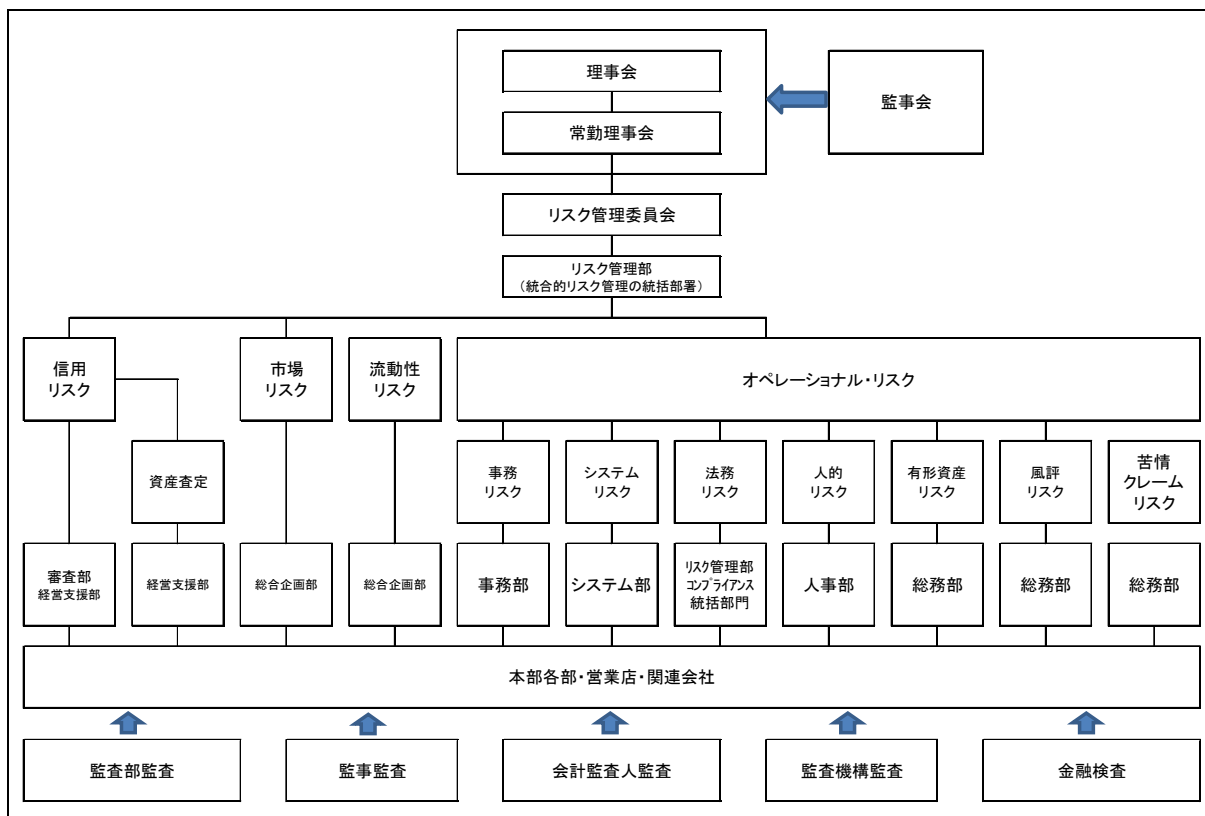 理事会
監事会
常勤理事会
リスク管理委員会
リスク管理部
（統合的リスク管理の統括部署）
信用
リスク
市場
リスク
流動性
リスク
オペレーショナル・リスク
資産査定
事務
リスク
システム
リスク
法務
リスク
人的
リスク
有形資産
リスク
風評
リスク
苦情
クレーム
リスク
審査部
経営支援部
経営支援部
総合企画部
総合企画部
事務部
システム部
リスク管理部
コンプライアンス
統括部門
人事部
総務部
総務部
総務部
本部各部・営業店・関連会社
監査部監査
監事監査
会計監査人監査
監査機構監査
金融検査